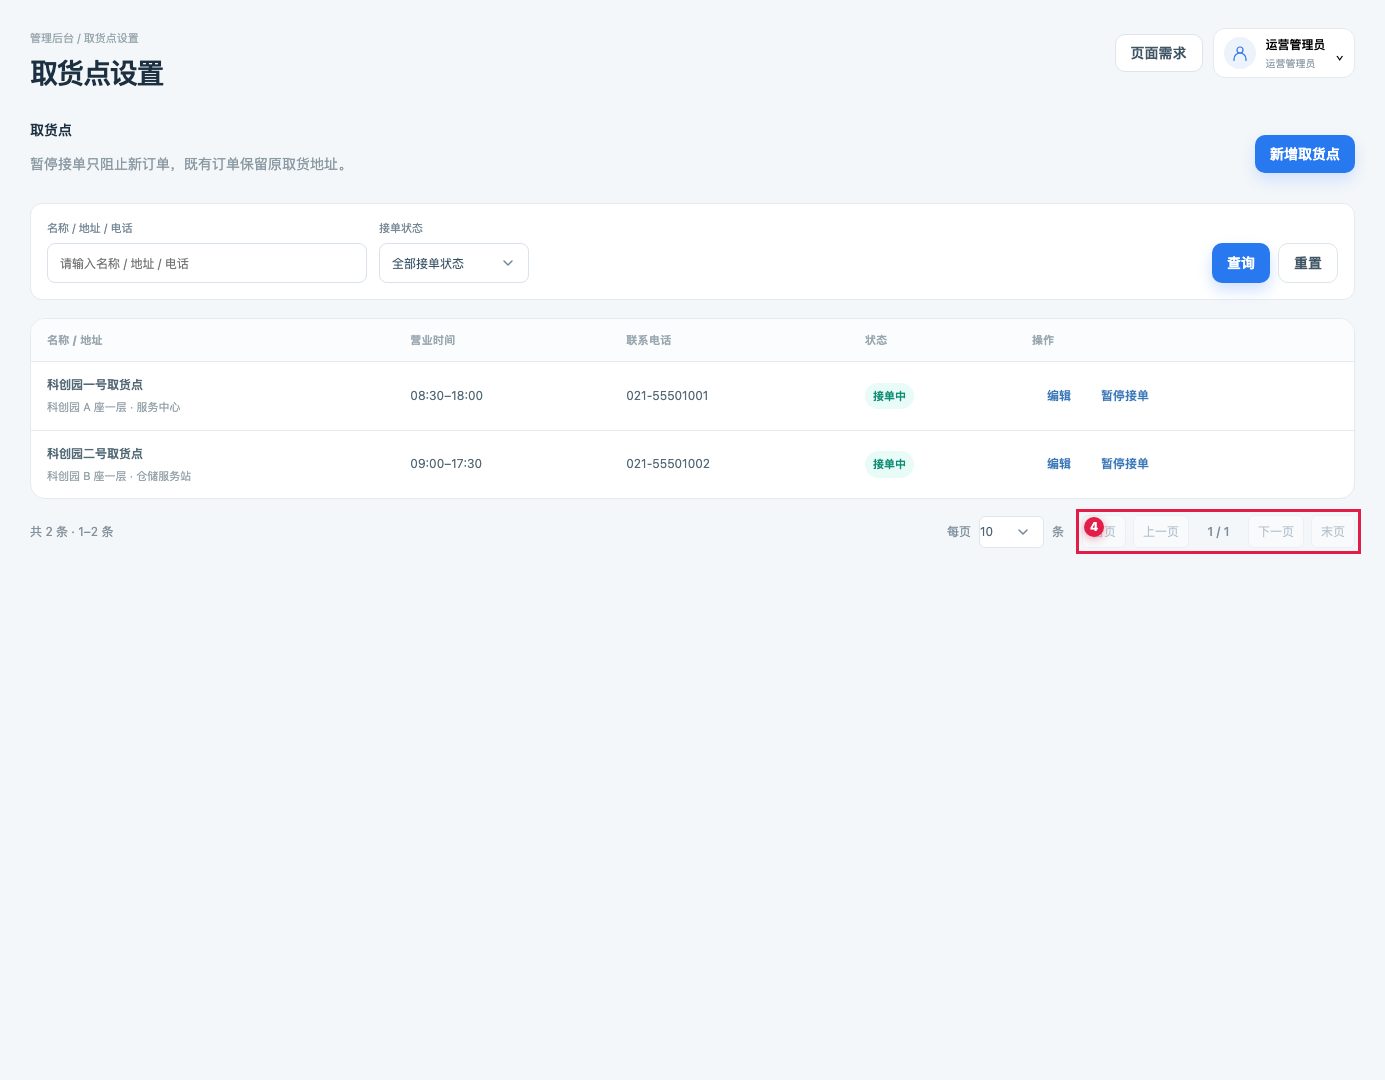 管理后台 / 取货点设置
取货点设置
页面需求
运营管理员
运营管理员
取货点
暂停接单只阻止新订单，既有订单保留原取货地址。
新增取货点
名称 / 地址 / 电话
接单状态
请输入名称 / 地址 / 电话
全部接单状态
查询
重置
名称 / 地址 营业时间 联系电话 状态 操作
科创园一号取货点
科创园 A 座一层 · 服务中心
08:30–18:00 021-55501001 接单中 编辑 暂停接单
科创园二号取货点
科创园 B 座一层 · 仓储服务站
09:00–17:30 021-55501002 接单中 编辑 暂停接单
共 2 条 · 1–2 条
每页 10 条 4 页 上一页 1 / 1 下一页 末页